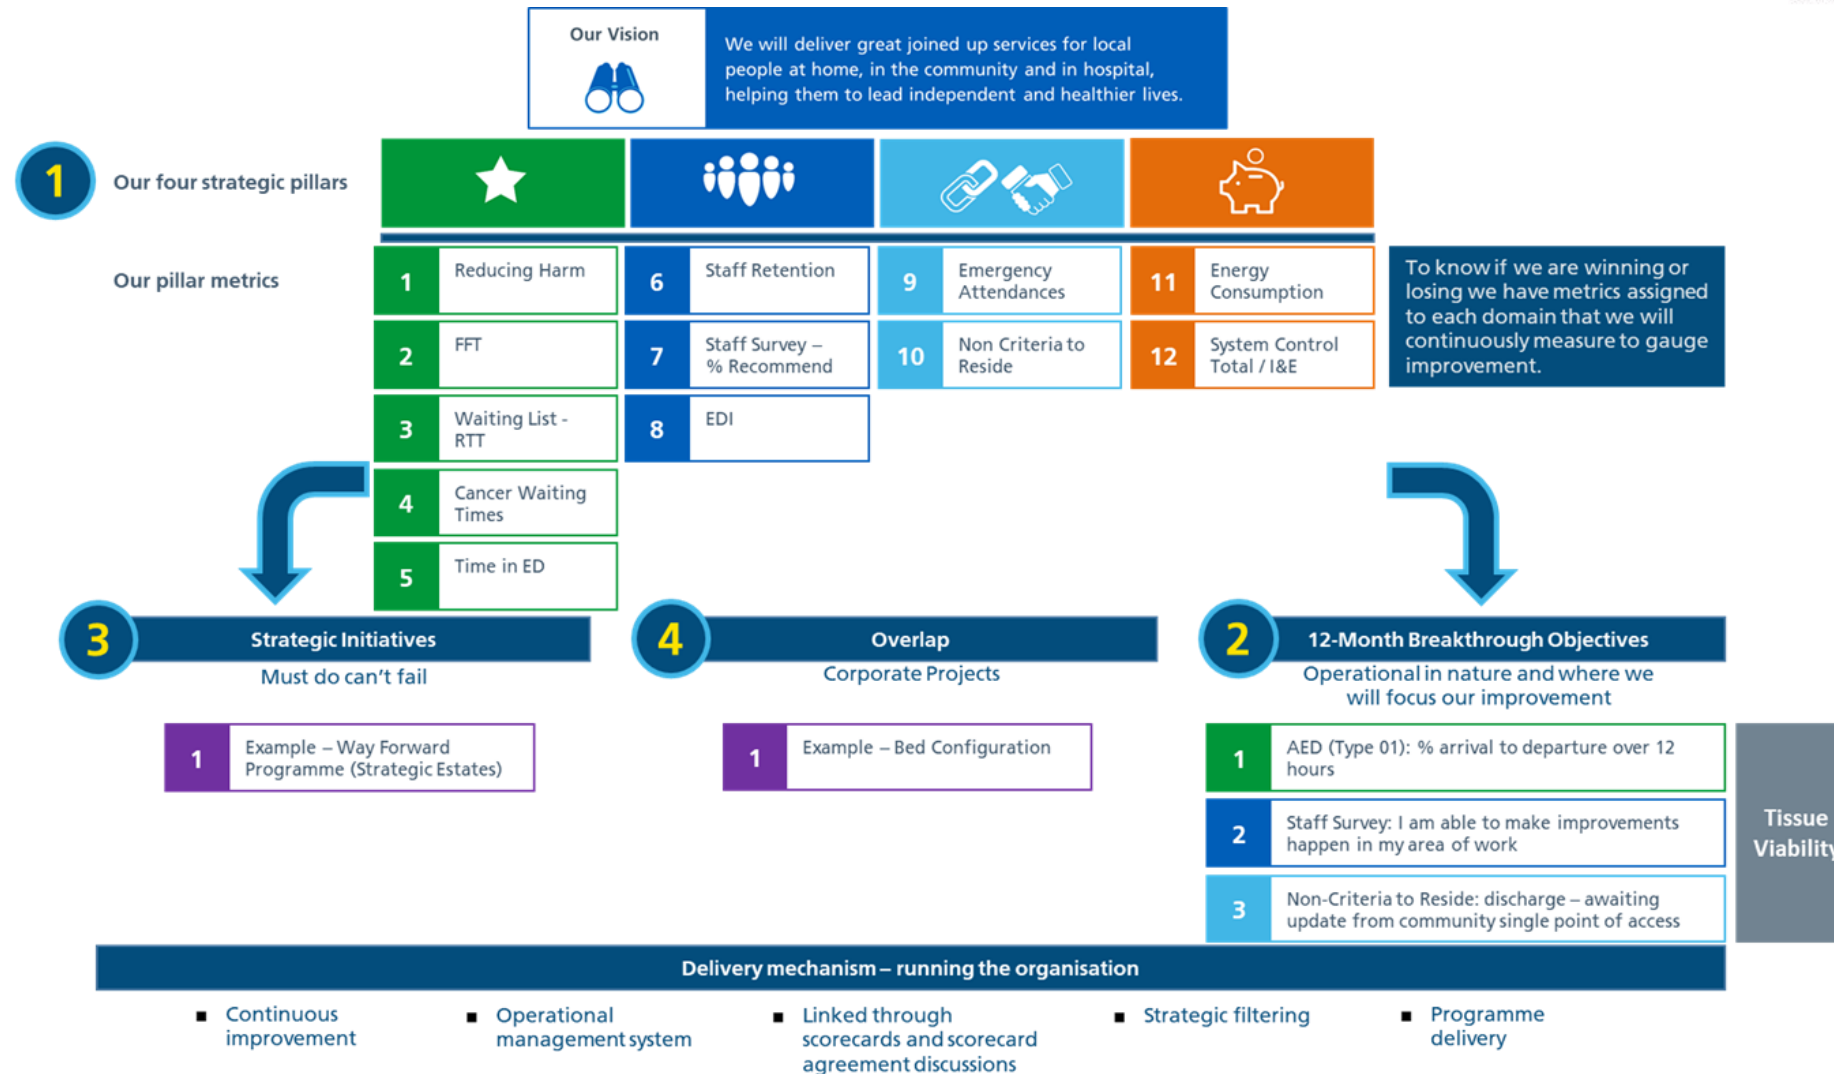 Our Vision
We will deliver great joined up services for local
people at home, in the community and in hospital,
helping them to lead independent and healthier lives.
1
Our four strategic pillars
Our pillar metrics
1
Reducing Harm
2
FFT
3
Waiting List -
RTT
4
Cancer Waiting
Times
5
Time in ED
6
Staff Retention
7
Staff Survey –
% Recommend
8
EDI
9
Emergency
Attendances
10
Non Criteria to
Reside
11
Energy
Consumption
12
System Control
Total / I&E
To know if we are winning or
losing we have metrics assigned
to each domain that we will
continuously measure to gauge
improvement.
3
Strategic Initiatives
Must do can't fail
1
Example – Way Forward
Programme (Strategic Estates)
4
Overlap
Corporate Projects
1
Example – Bed Configuration
2
12-Month Breakthrough Objectives
Operational in nature and where we
will focus our improvement
1
AED (Type 01): % arrival to departure over 12
hours
2
Staff Survey: I am able to make improvements
happen in my area of work
3
Non-Criteria to Reside: discharge – awaiting
update from community single point of access
Tissue
Viability
Delivery mechanism – running the organisation
■ Continuous
improvement
■ Operational
management system
■ Linked through
scorecards and scorecard
agreement discussions
■ Strategic filtering
■ Programme
delivery